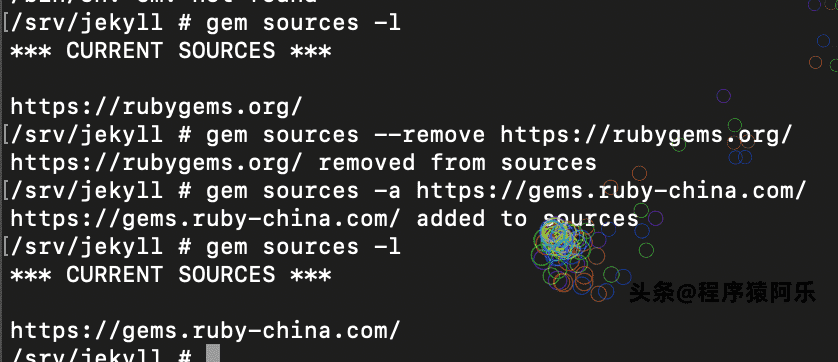 [/srv/jekyll # gem sources -l
*** CURRENT SOURCES ***
https://rubygems.org/
[/srv/jekyll # gem sources --remove https://rubygems.org/
https://rubygems.org/ removed from sources
[/srv/jekyll # gem sources -a https://gems.ruby-china.com/
https://gems.ruby-china.com/ added to sources
[/srv/jekyll # gem sources -l
*** CURRENT SOURCES ***
头条@程序猿阿乐
https://gems.ruby-china.com/
/srv/jekyll #